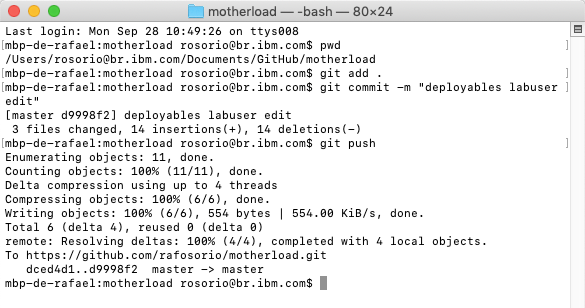 motherload — -bash — 80×24
Last login: Mon Sep 28 10:49:26 on ttys008
[mbp-de-rafael:motherload rosorio@br.ibm.com$ pwd ]
/Users/rosorio@br.ibm.com/Documents/GitHub/motherload
[mbp-de-rafael:motherload rosorio@br.ibm.com$ git add . ]
[mbp-de-rafael:motherload rosorio@br.ibm.com$ git commit -m "deployables labuser ]
edit"
[master d9998f2] deployables labuser edit
 3 files changed, 14 insertions(+), 14 deletions(-)
[mbp-de-rafael:motherload rosorio@br.ibm.com$ git push ]
Enumerating objects: 11, done.
Counting objects: 100% (11/11), done.
Delta compression using up to 4 threads
Compressing objects: 100% (6/6), done.
Writing objects: 100% (6/6), 554 bytes | 554.00 KiB/s, done.
Total 6 (delta 4), reused 0 (delta 0)
remote: Resolving deltas: 100% (4/4), completed with 4 local objects.
To https://github.com/rafosorio/motherload.git
   dced4d1..d9998f2  master -> master
mbp-de-rafael:motherload rosorio@br.ibm.com$